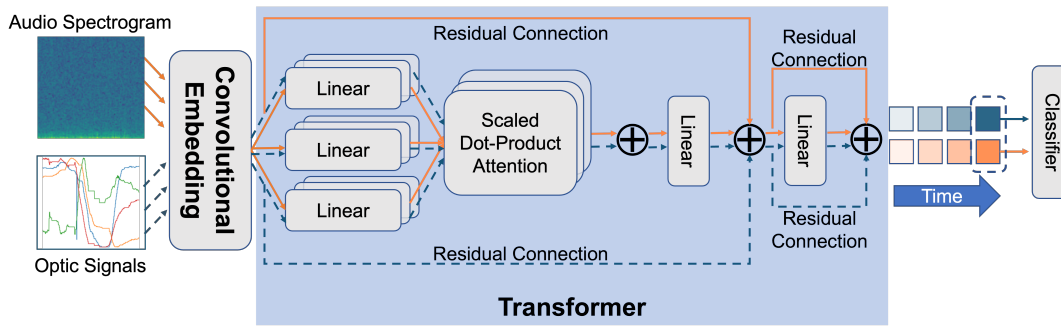 Audio Spectrogram
Optic Signals
Convolutional
Embedding
Residual Connection
Linear
Linear
Linear
Scaled
Dot-Product
Attention
Linear
Residual
Connection
Linear
Residual
Connection
Residual Connection
Transformer
Time
Classifier